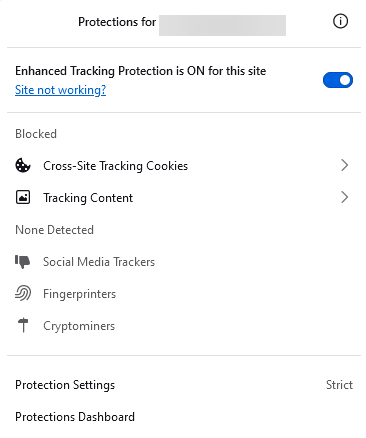 Protections for
Enhanced Tracking Protection is ON for this site
Site not working?
Blocked
Cross-Site Tracking Cookies
Tracking Content
None Detected
Social Media Trackers
Fingerprinters
Cryptominers
Protection Settings Strict
Protections Dashboard